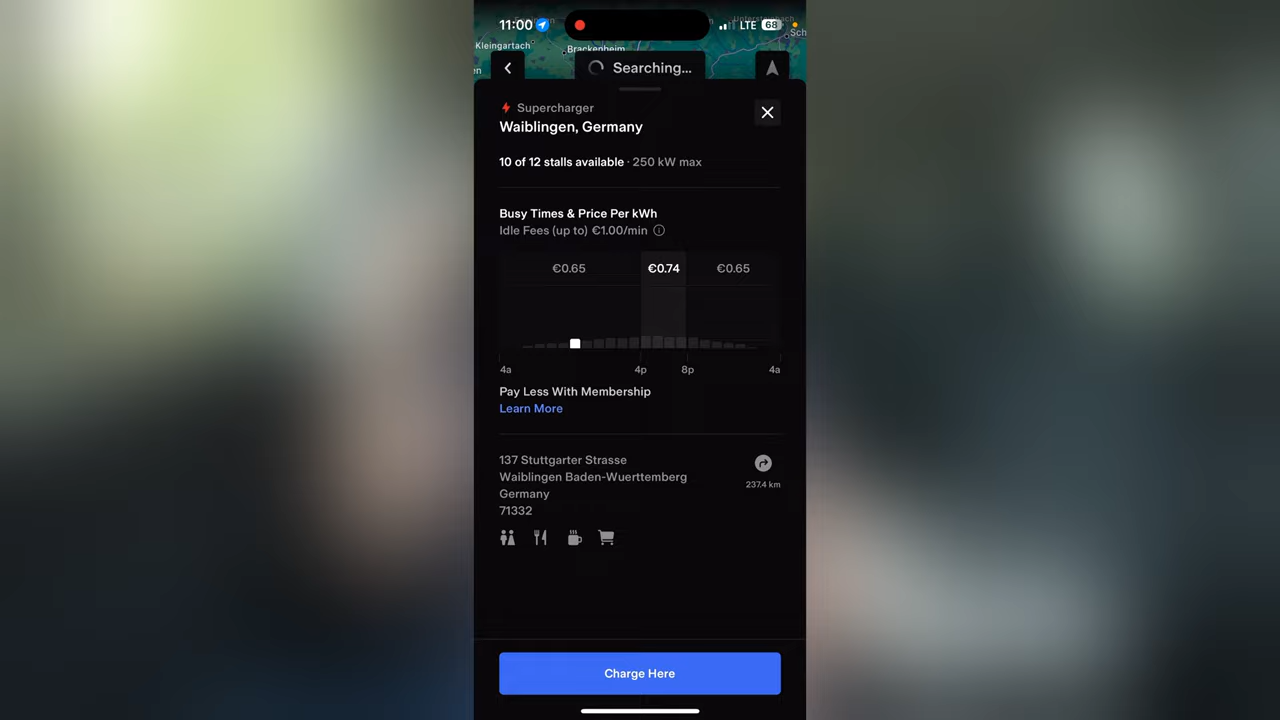 11:00
LTE 68
Untersteinbach
Sch
Kleingartach
Brackenheim
en
Searching...
Supercharger
Waiblingen, Germany
10 of 12 stalls available · 250 kW max
Busy Times & Price Per kWh
Idle Fees (up to) €1.00/min
€0.65 €0.74 €0.65
4a 4p 8p 4a
Pay Less With Membership
Learn More
137 Stuttgarter Strasse
Waiblingen Baden-Wuerttemberg
Germany
71332
237.4 km
Charge Here